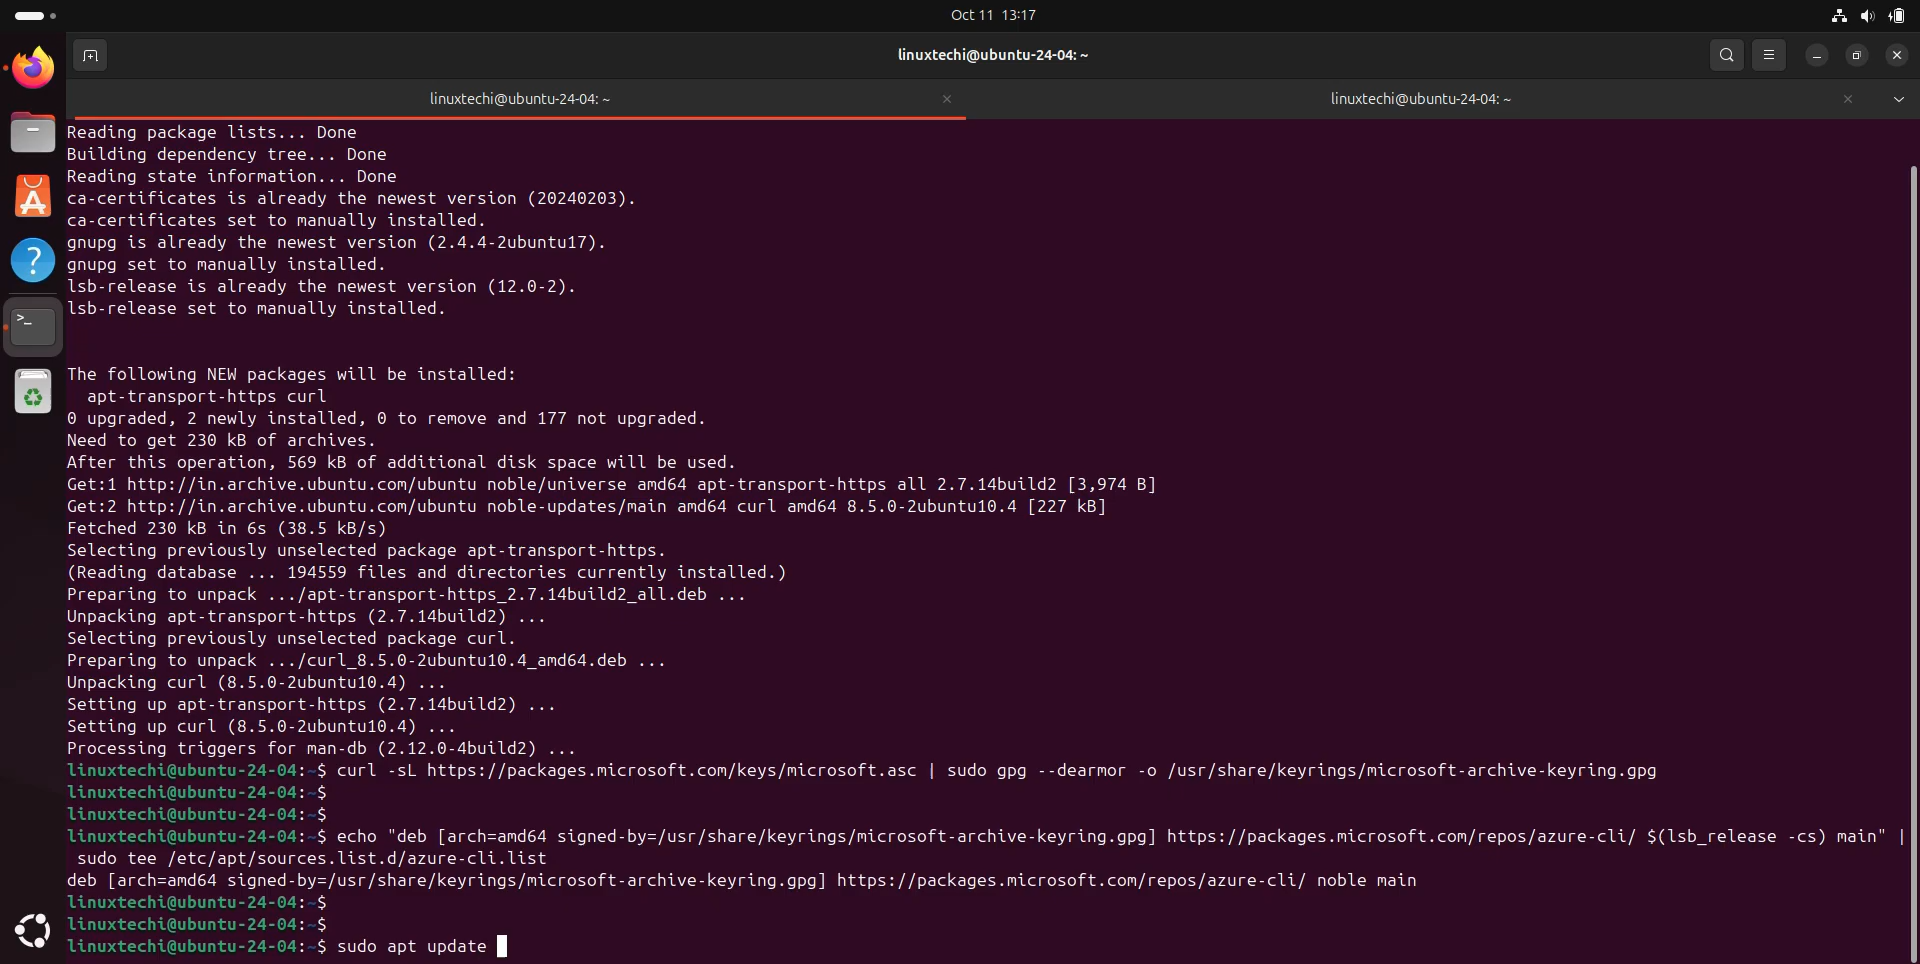 Oct 11 13:17
linuxtechi@ubuntu-24-04: ~
linuxtechi@ubuntu-24-04: ~
linuxtechi@ubuntu-24-04: ~
Reading package lists... Done
Building dependency tree... Done
Reading state information... Done
ca-certificates is already the newest version (20240203).
ca-certificates set to manually installed.
gnupg is already the newest version (2.4.4-2ubuntu17).
gnupg set to manually installed.
lsb-release is already the newest version (12.0-2).
lsb-release set to manually installed.
The following NEW packages will be installed:
  apt-transport-https curl
0 upgraded, 2 newly installed, 0 to remove and 177 not upgraded.
Need to get 230 kB of archives.
After this operation, 569 kB of additional disk space will be used.
Get:1 http://in.archive.ubuntu.com/ubuntu noble/universe amd64 apt-transport-https all 2.7.14build2 [3,974 B]
Get:2 http://in.archive.ubuntu.com/ubuntu noble-updates/main amd64 curl amd64 8.5.0-2ubuntu10.4 [227 kB]
Fetched 230 kB in 6s (38.5 kB/s)
Selecting previously unselected package apt-transport-https.
(Reading database ... 194559 files and directories currently installed.)
Preparing to unpack .../apt-transport-https_2.7.14build2_all.deb ...
Unpacking apt-transport-https (2.7.14build2) ...
Selecting previously unselected package curl.
Preparing to unpack .../curl_8.5.0-2ubuntu10.4_amd64.deb ...
Unpacking curl (8.5.0-2ubuntu10.4) ...
Setting up apt-transport-https (2.7.14build2) ...
Setting up curl (8.5.0-2ubuntu10.4) ...
Processing triggers for man-db (2.12.0-4build2) ...
linuxtechi@ubuntu-24-04:~$ curl -sL https://packages.microsoft.com/keys/microsoft.asc | sudo gpg --dearmor -o /usr/share/keyrings/microsoft-archive-keyring.gpg
linuxtechi@ubuntu-24-04:~$
linuxtechi@ubuntu-24-04:~$
linuxtechi@ubuntu-24-04:~$ echo "deb [arch=amd64 signed-by=/usr/share/keyrings/microsoft-archive-keyring.gpg] https://packages.microsoft.com/repos/azure-cli/ $(lsb_release -cs) main" |
 sudo tee /etc/apt/sources.list.d/azure-cli.list
deb [arch=amd64 signed-by=/usr/share/keyrings/microsoft-archive-keyring.gpg] https://packages.microsoft.com/repos/azure-cli/ noble main
linuxtechi@ubuntu-24-04:~$
linuxtechi@ubuntu-24-04:~$
linuxtechi@ubuntu-24-04:~$ sudo apt update